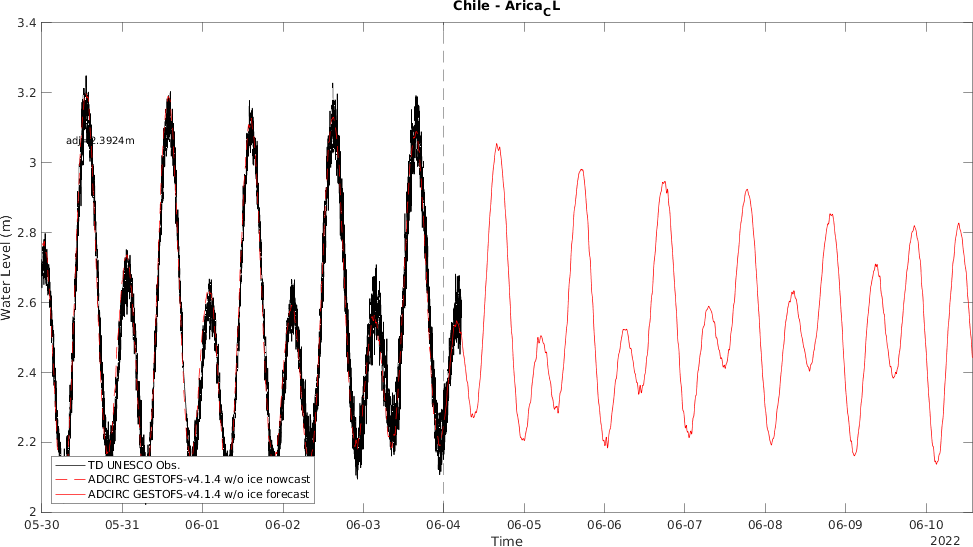 Chile - Arica_CL
3.4
3.2
3
2.8
2.6
2.4
2.2
2
Water Level (m)
2.3924m
TD UNESCO Obs.
ADCIRC GESTOFS-v4.1.4 w/o ice nowcast
ADCIRC GESTOFS-v4.1.4 w/o ice forecast
05-30 05-31 06-01 06-02 06-03 06-04 06-05 06-06 06-07 06-08 06-09 06-10
Time
2022